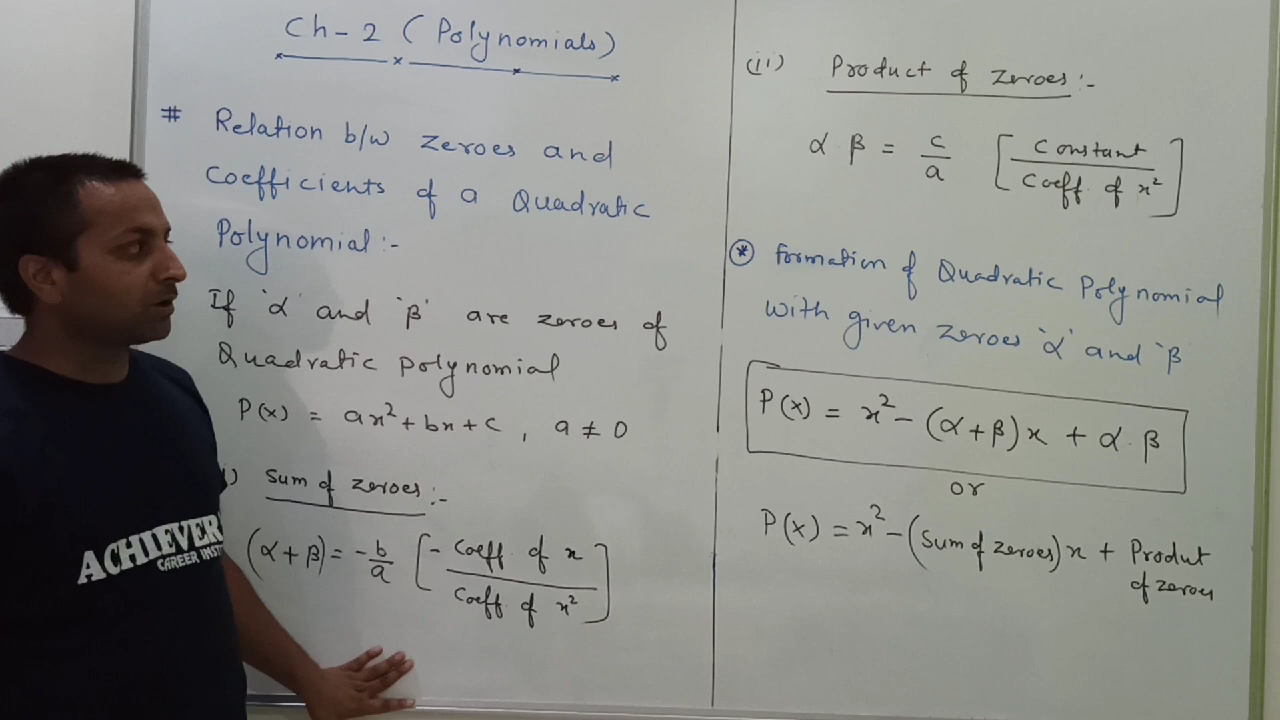 Ch-2 (Polynomials)
# Relation b/w zeroes and
Coefficients of a Quadratic
Polynomial :-
If 'α' and 'β' are zeroes of
Quadratic polynomial
P(x) = ax²+bx+c, a ≠ 0
) Sum of zeroes :-
(α+β) = -b/a [- Coeff. of x / Coeff. of x²]
ACHIEVER
CAREER INSTI
(ii) Product of zeroes :-
α β = c/a [Constant / Coeff. of x²]
* formation of Quadratic Polynomial
with given zeroes 'α' and 'β
P(x) = x² - (α+β)x + α.β
or
P(x) = x² - (Sum of zeroes)x + Produt
of zeroes